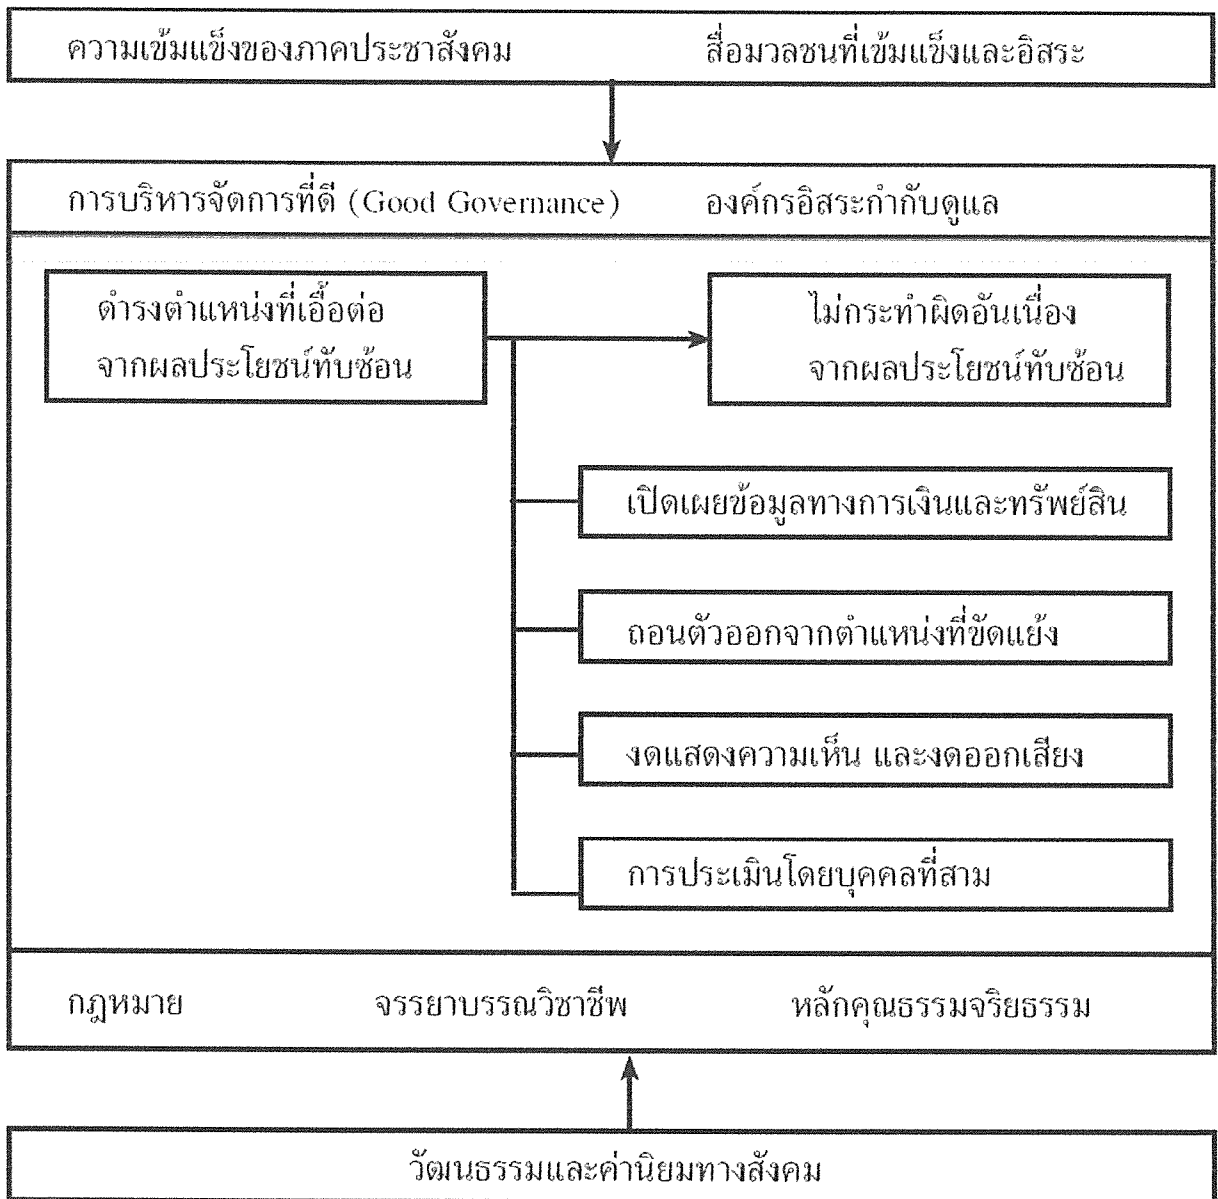 ความเข้มแข็งของภาคประชาสังคม สื่อมวลชนที่เข้มแข็งและอิสระ
การบริหารจัดการที่ดี (Good Governance) องค์กรอิสระกำกับดูแล
ดำรงตำแหน่งที่เอื้อต่อ
จากผลประโยชน์ทับซ้อน
ไม่กระทำผิดอันเนื่อง
จากผลประโยชน์ทับซ้อน
เปิดเผยข้อมูลทางการเงินและทรัพย์สิน
ถอนตัวออกจากตำแหน่งที่ขัดแย้ง
งดแสดงความเห็น และงดออกเสียง
การประเมินโดยบุคคลที่สาม
กฎหมาย จรรยาบรรณวิชาชีพ หลักคุณธรรมจริยธรรม
วัฒนธรรมและค่านิยมทางสังคม